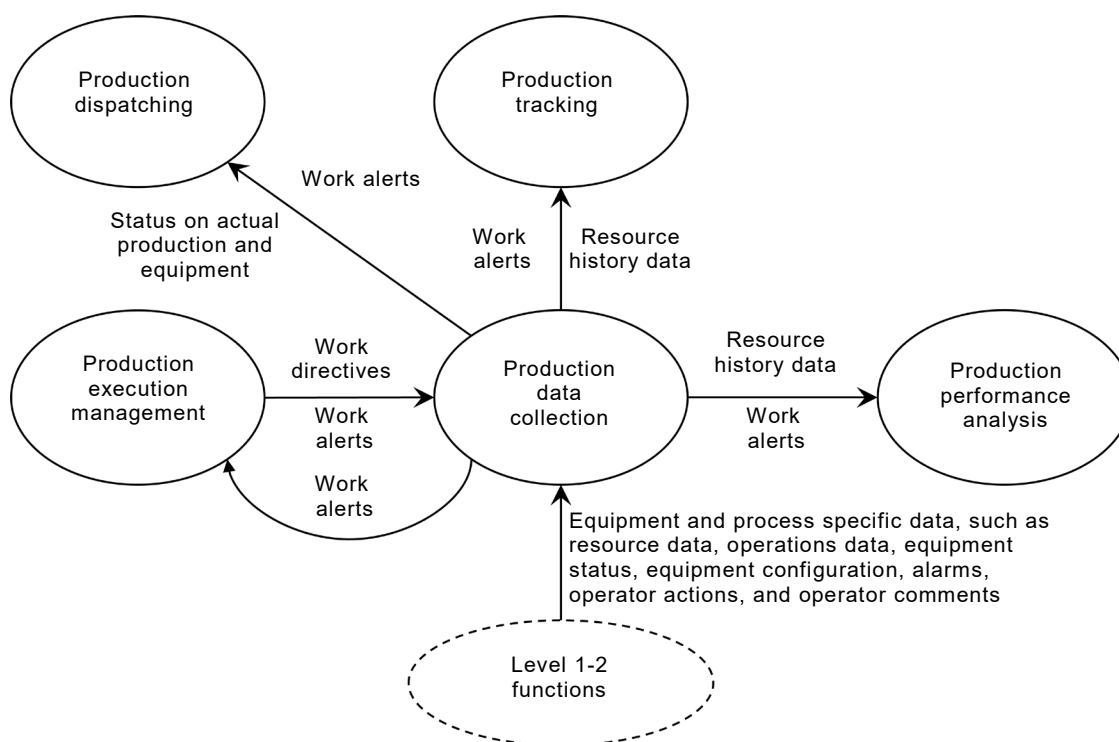 Production
dispatching
Production
tracking
Work alerts
Status on actual
production and
equipment
Work
alerts
Resource
history data
Production
execution
management
Work
directives
Work
alerts
Work
alerts
Production
data
collection
Resource
history data
Work
alerts
Production
performance
analysis
Equipment and process specific data, such as
resource data, operations data, equipment
status, equipment configuration, alarms,
operator actions, and operator comments
Level 1-2
functions